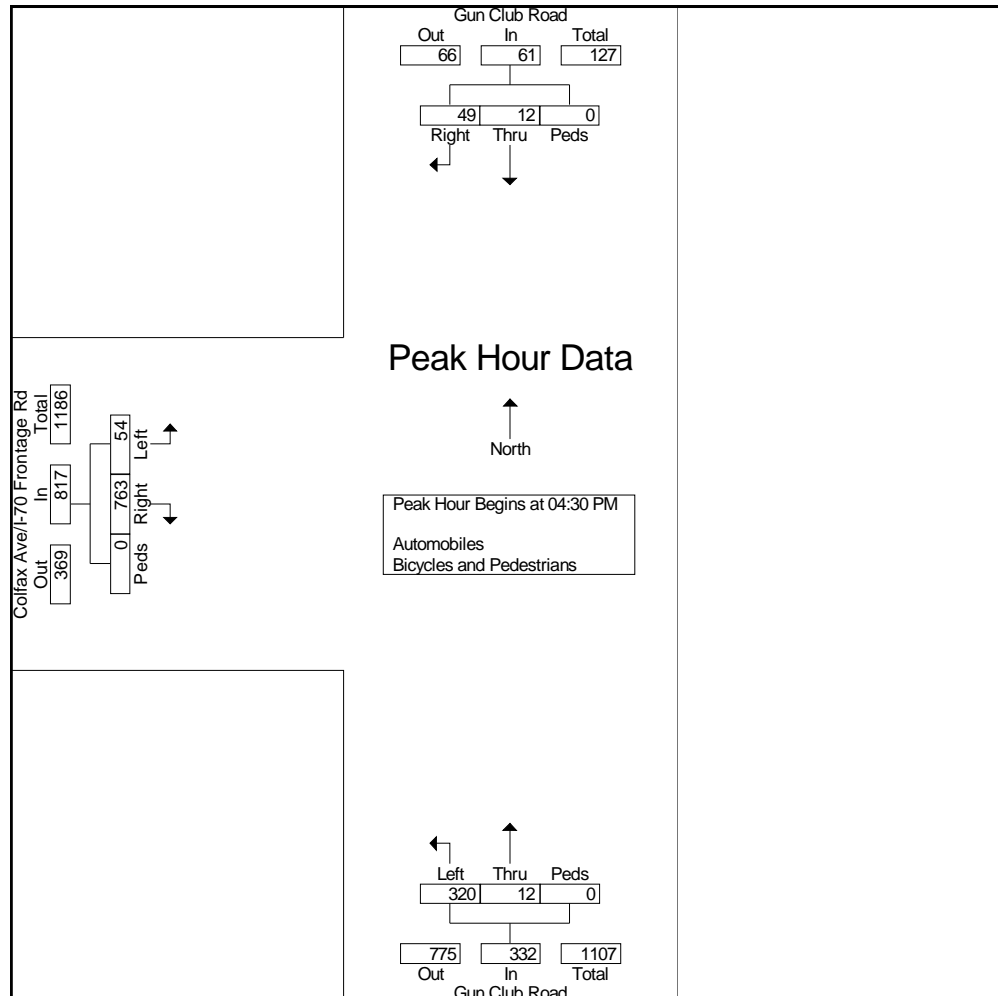 Gun Club Road
Out In Total
66 61 127
49 12 0
Right Thru Peds
Peak Hour Data
North
Peak Hour Begins at 04:30 PM
Automobiles
Bicycles and Pedestrians
Colfax Ave/I-70 Frontage Rd
Out In Total
369 817 1186
0 763 54
Peds Right Left
Left Thru Peds
320 12 0
775 332 1107
Out In Total
Gun Club Road